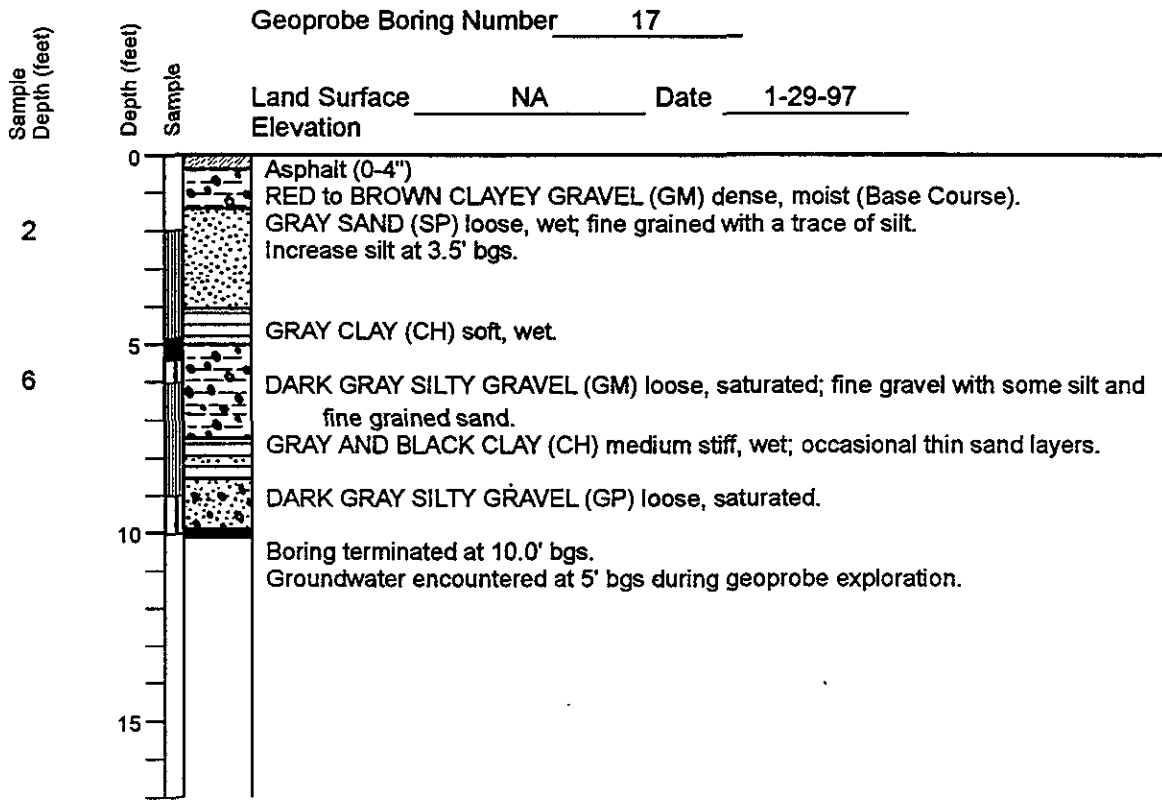 Geoprobe Boring Number 17
Sample Depth (feet)
Depth (feet)
Sample
Land Surface Elevation NA Date 1-29-97
0
Asphalt (0-4")
RED to BROWN CLAYEY GRAVEL (GM) dense, moist (Base Course).
2
GRAY SAND (SP) loose, wet; fine grained with a trace of silt.
Increase silt at 3.5' bgs.
GRAY CLAY (CH) soft, wet.
5
6
DARK GRAY SILTY GRAVEL (GM) loose, saturated; fine gravel with some silt and
fine grained sand.
GRAY AND BLACK CLAY (CH) medium stiff, wet; occasional thin sand layers.
DARK GRAY SILTY GRAVEL (GP) loose, saturated.
10
Boring terminated at 10.0' bgs.
Groundwater encountered at 5' bgs during geoprobe exploration.
15